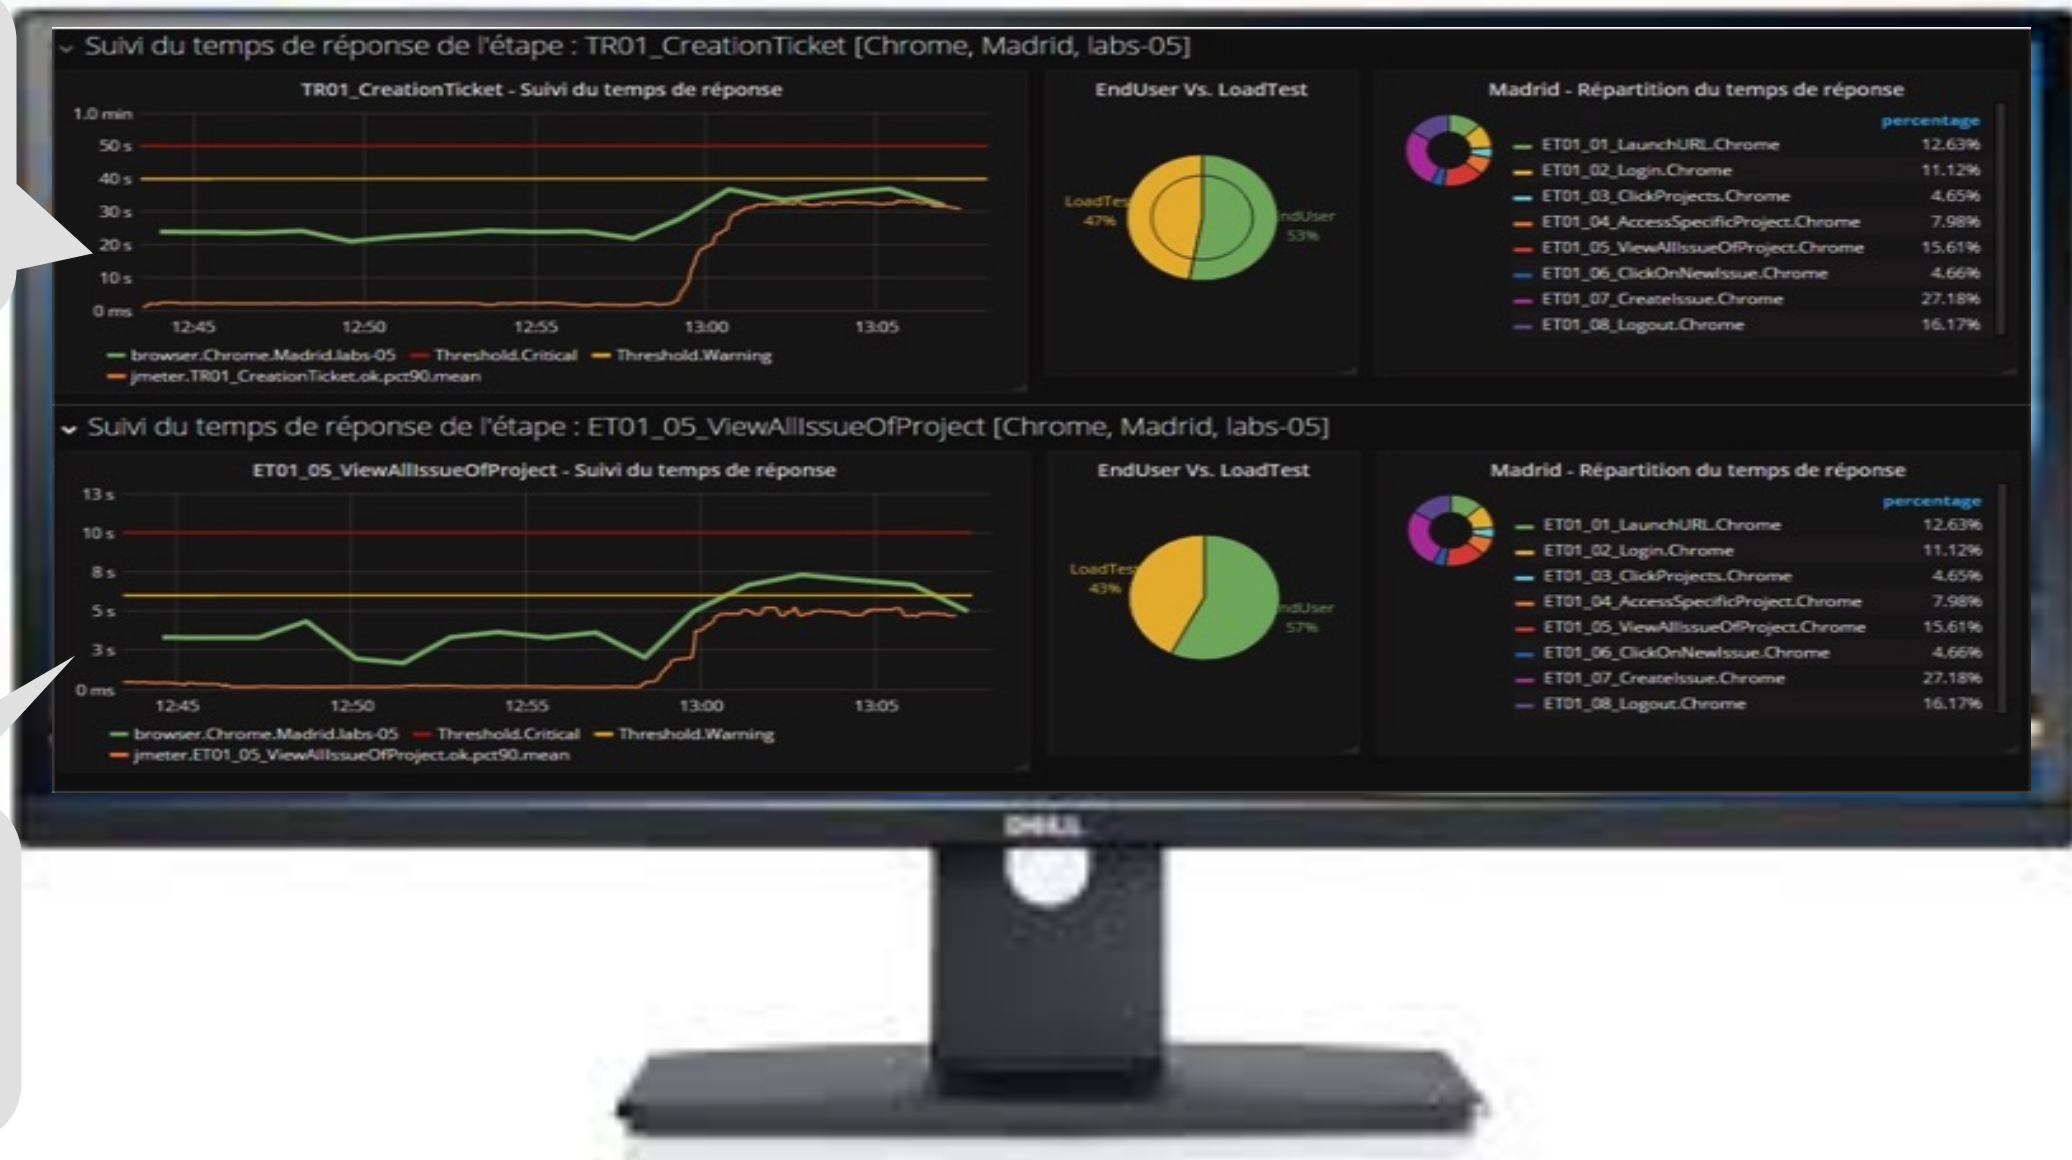 Suivi du temps de réponse de l'étape : TR01_CreationTicket [Chrome, Madrid, labs-05]
TR01_CreationTicket - Suivi du temps de réponse
1.0 min
50 s
40 s
30 s
20 s
10 s
0 ms
12:45 12:50 12:55 13:00 13:05
browser.Chrome.Madrid.labs-05 Threshold.Critical Threshold.Warning
jmeter.TR01_CreationTicket.ok.pct90.mean
EndUser Vs. LoadTest
LoadTes
47%
ndUser
53%
Madrid - Répartition du temps de réponse
percentage
ET01_01_LaunchURL.Chrome 12.63%
ET01_02_Login.Chrome 11.12%
ET01_03_ClickProjects.Chrome 4.65%
ET01_04_AccessSpecificProject.Chrome 7.98%
ET01_05_ViewAllIssueOfProject.Chrome 15.61%
ET01_06_ClickOnNewIssue.Chrome 4.66%
ET01_07_CreateIssue.Chrome 27.18%
ET01_08_Logout.Chrome 16.17%
Suivi du temps de réponse de l'étape : ET01_05_ViewAllIssueOfProject [Chrome, Madrid, labs-05]
ET01_05_ViewAllIssueOfProject - Suivi du temps de réponse
13 s
10 s
8 s
5 s
3 s
0 ms
12:45 12:50 12:55 13:00 13:05
browser.Chrome.Madrid.labs-05 Threshold.Critical Threshold.Warning
jmeter.ET01_05_ViewAllIssueOfProject.ok.pct90.mean
EndUser Vs. LoadTest
LoadTest
43%
ndUser
57%
Madrid - Répartition du temps de réponse
percentage
ET01_01_LaunchURL.Chrome 12.63%
ET01_02_Login.Chrome 11.12%
ET01_03_ClickProjects.Chrome 4.65%
ET01_04_AccessSpecificProject.Chrome 7.98%
ET01_05_ViewAllIssueOfProject.Chrome 15.61%
ET01_06_ClickOnNewIssue.Chrome 4.66%
ET01_07_CreateIssue.Chrome 27.18%
ET01_08_Logout.Chrome 16.17%
DELL